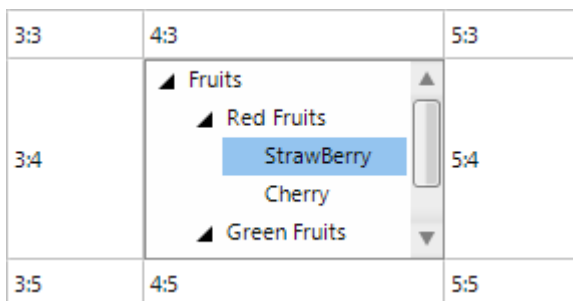 3:3 4:3 5:3
Fruits
Red Fruits
3:4 StrawBerry 5:4
Cherry
Green Fruits
3:5 4:5 5:5